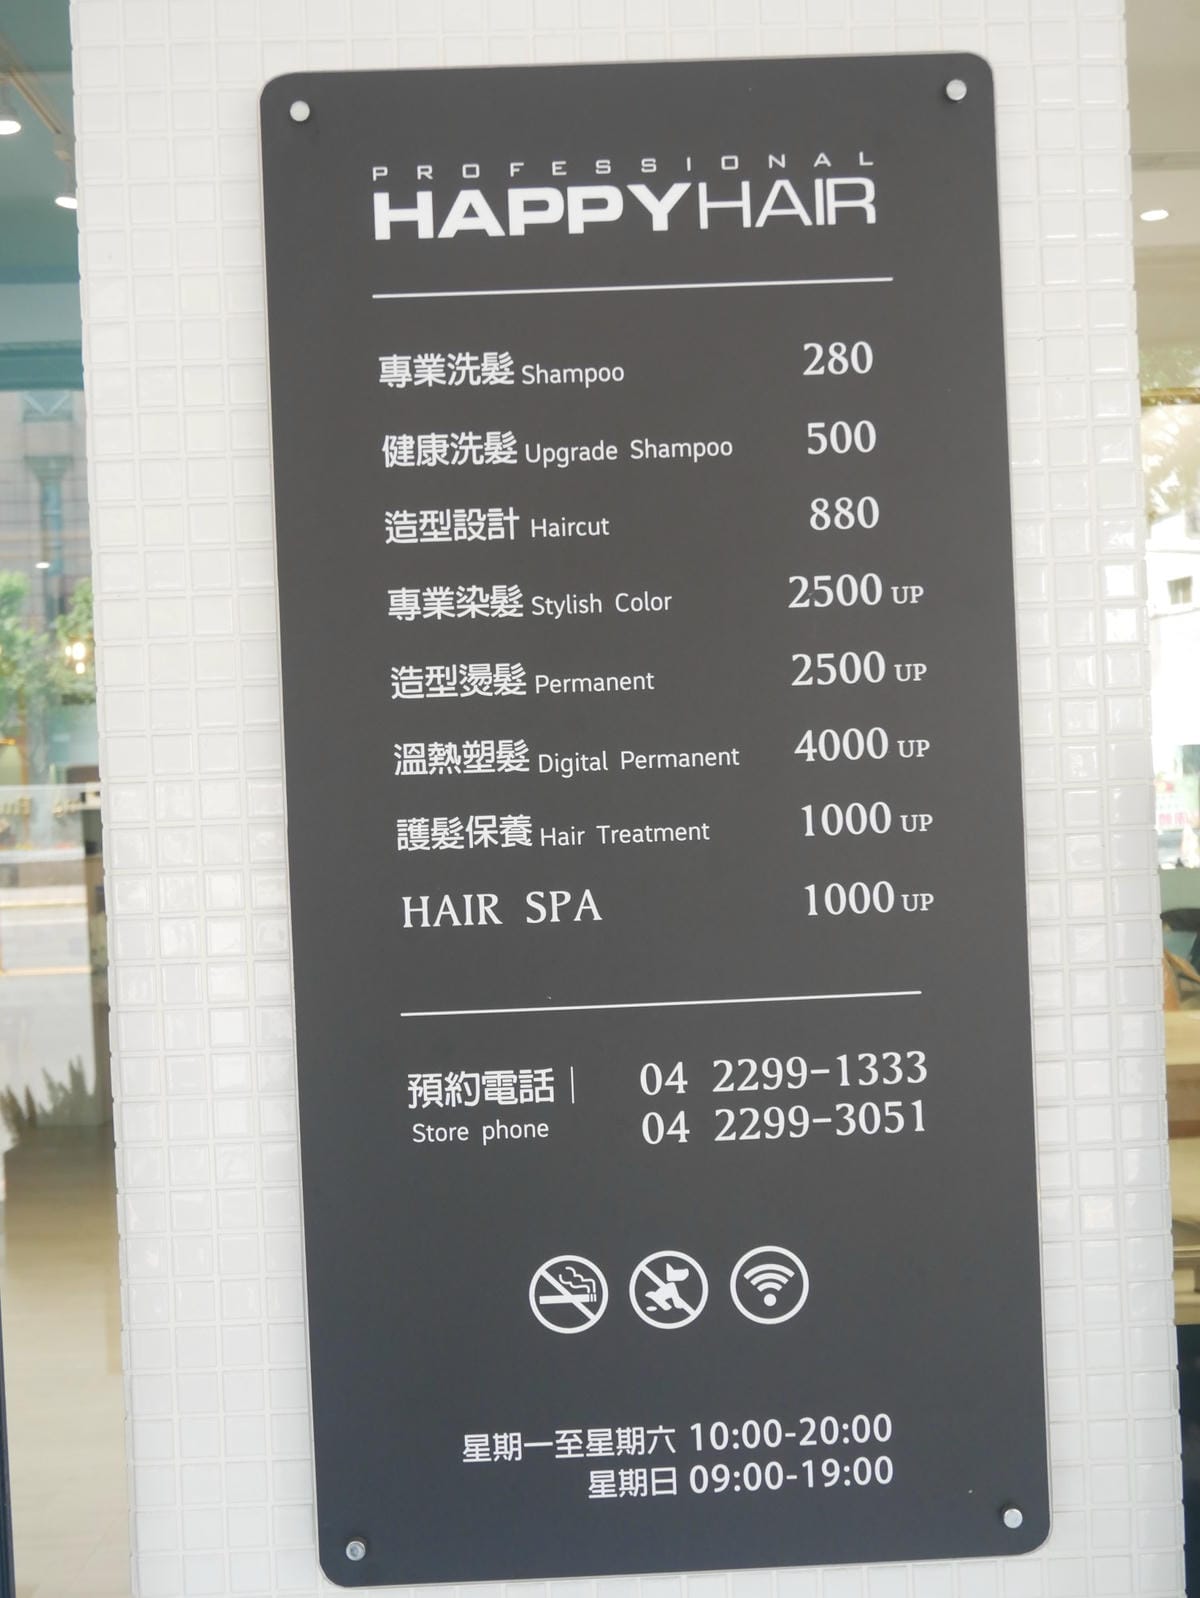 PROFESSIONAL
HAPPYHAIR
專業洗髮 Shampoo 280
健康洗髮 Upgrade Shampoo 500
造型設計 Haircut 880
專業染髮 Stylish Color 2500 UP
造型燙髮 Permanent 2500 UP
溫熱塑髮 Digital Permanent 4000 UP
護髮保養 Hair Treatment 1000 UP
HAIR SPA 1000 UP
預約電話| 04 2299-1333
Store phone 04 2299-3051
星期一至星期六 10:00-20:00
星期日 09:00-19:00